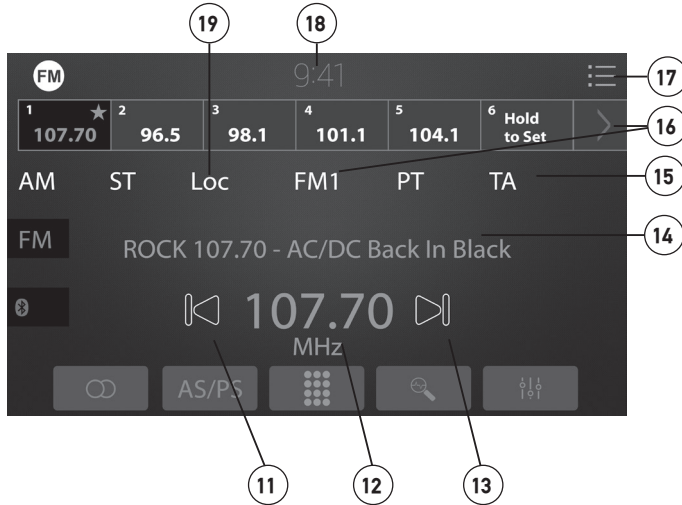 19 18
FM 9:41 17
1 107.70 2 96.5 3 98.1 4 101.1 5 104.1 6 Hold to Set 16
AM ST Loc FM1 PT TA 15
FM 14
ROCK 107.70 - AC/DC Back In Black
107.70
MHz
AS/PS
11 12 13